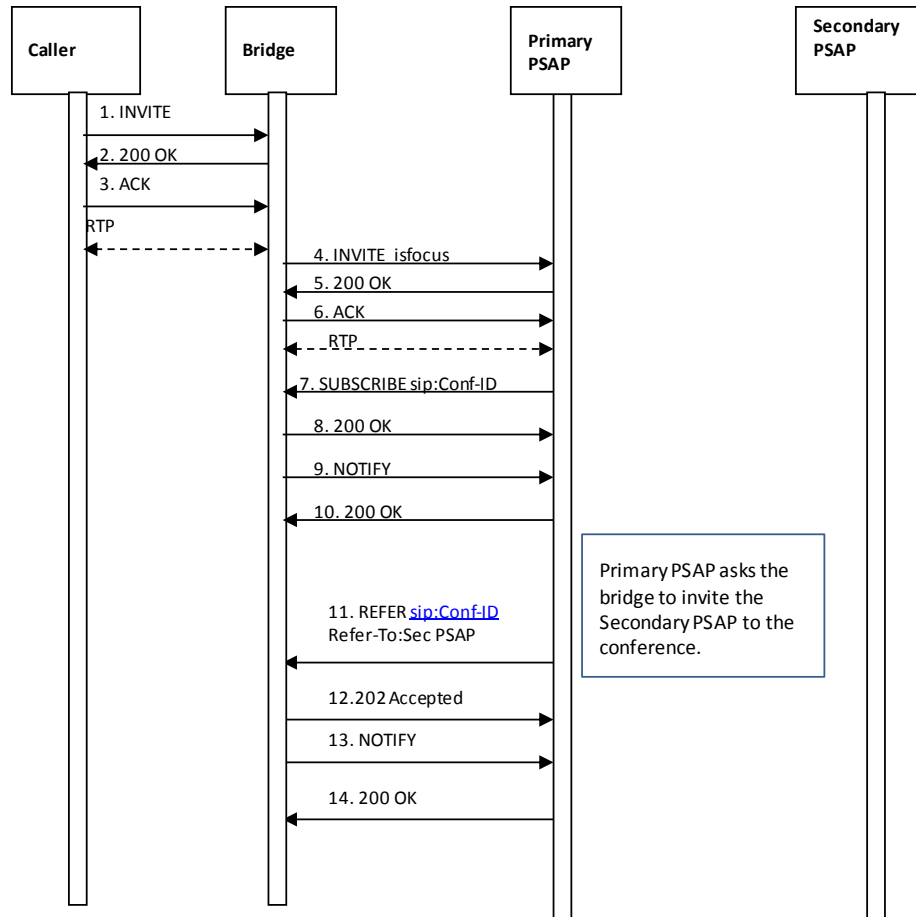 Caller
Bridge
Primary
PSAP
Secondary
PSAP
1. INVITE
2. 200 OK
3. ACK
RTP
4. INVITE isfocus
5. 200 OK
6. ACK
RTP
7. SUBSCRIBE sip:Conf-ID
8. 200 OK
9. NOTIFY
10. 200 OK
Primary PSAP asks the
bridge to invite the
Secondary PSAP to the
conference.
11. REFER sip:Conf-ID
Refer-To:Sec PSAP
12.202 Accepted
13. NOTIFY
14. 200 OK